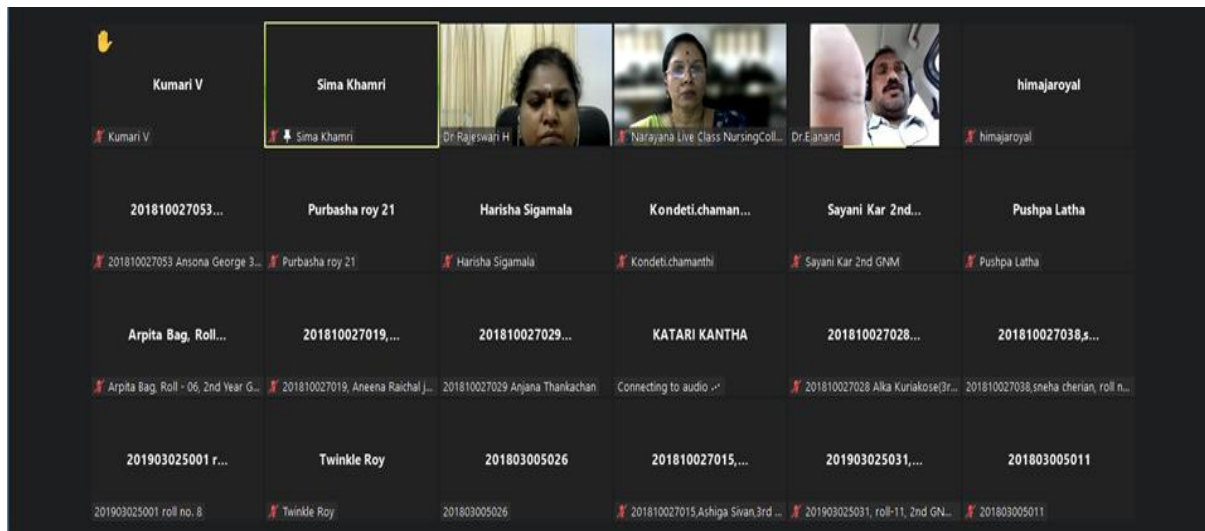 Kumari V
Kumari V
Sima Khamri
Sima Khamri
Dr Rajeswari H
Narayana Live Class NursingColl...
Dr.E.anand
himajaroyal
himajaroyal
201810027053...
201810027053 Ansona George 3...
Purbasha roy 21
Purbasha roy 21
Harisha Sigamala
Harisha Sigamala
Kondeti.chaman...
Kondeti.chamanthi
Sayani Kar 2nd...
Sayani Kar 2nd GNM
Pushpa Latha
Pushpa Latha
Arpita Bag, Roll...
Arpita Bag, Roll - 06, 2nd Year G...
201810027019,...
201810027019, Aneena Raichal j...
201810027029...
201810027029 Anjana Thankachan
KATARI KANTHA
Connecting to audio
201810027028...
201810027028 Alka Kuriakose(3r...
201810027038,s...
201810027038,sneha cherian, roll n...
201903025001 r...
201903025001 roll no. 8
Twinkle Roy
Twinkle Roy
201803005026
201803005026
201810027015,...
201810027015,Ashiga Sivan,3rd ...
201903025031,...
201903025031, roll-11, 2nd GN...
201803005011
201803005011